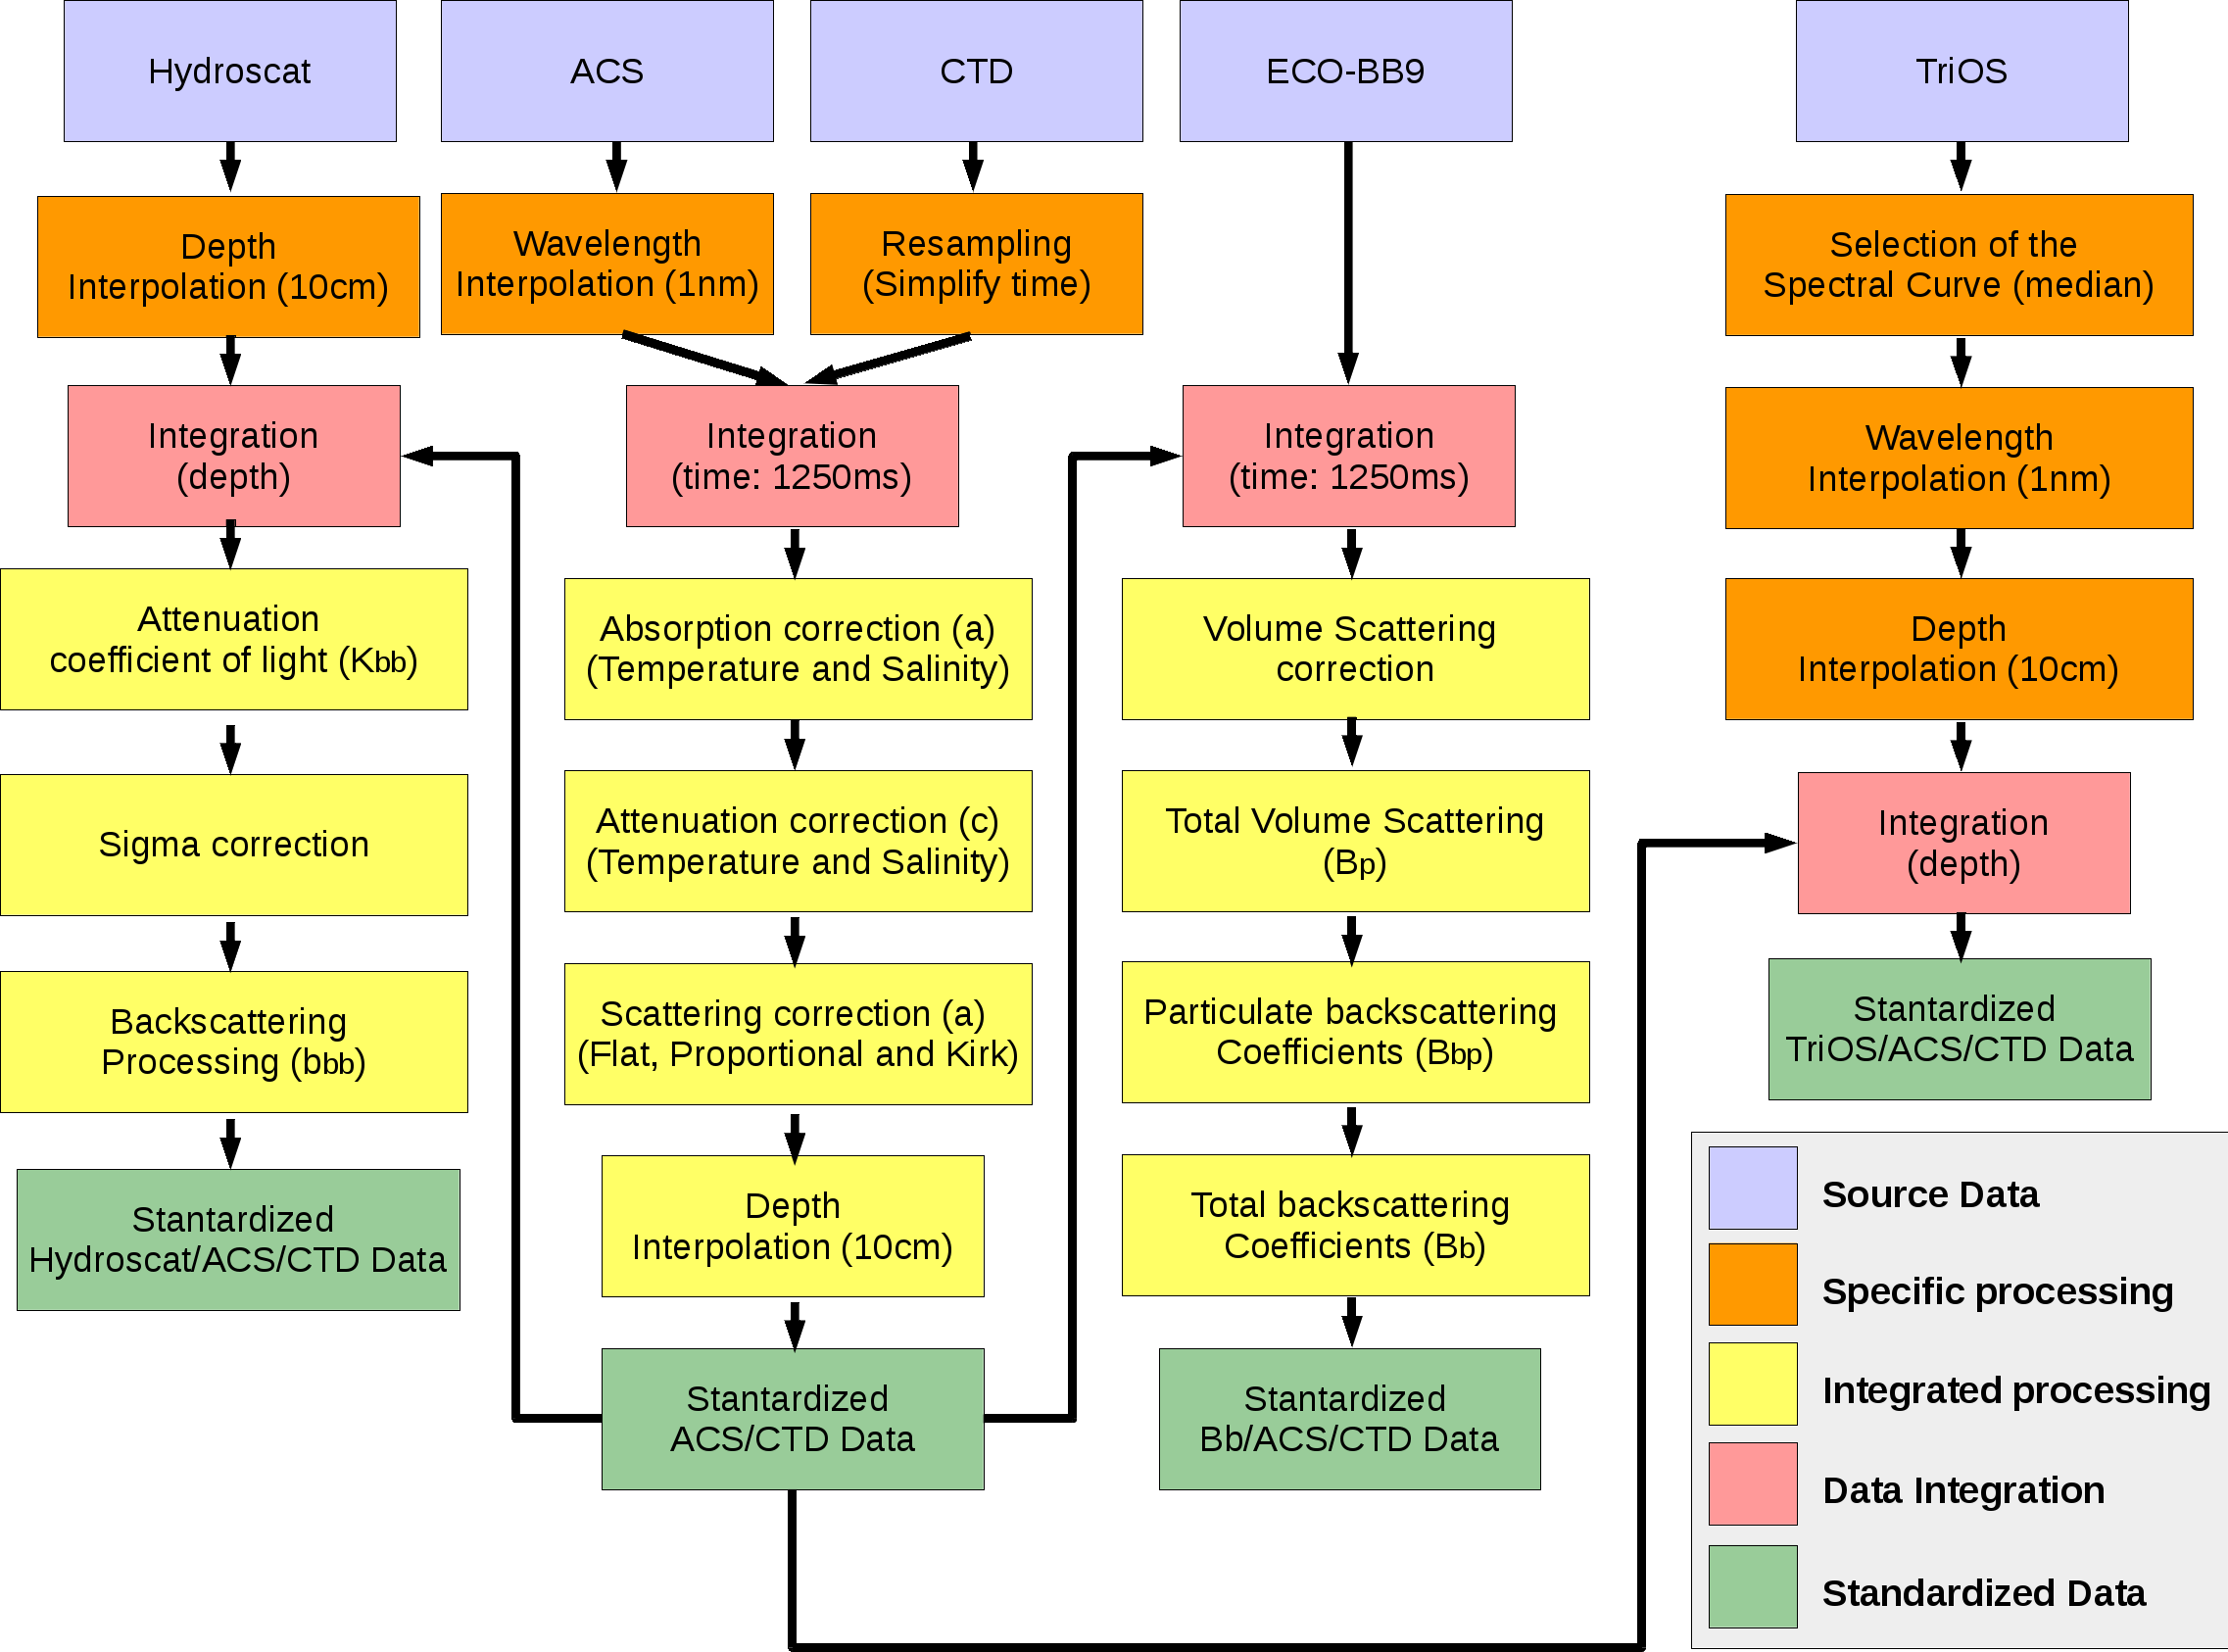 Hydroscat
ACS
CTD
ECO-BB9
TriOS
Depth
Interpolation (10cm)
Wavelength
Interpolation (1nm)
Resampling
(Simplify time)
Selection of the
Spectral Curve (median)
Integration
(depth)
Integration
(time: 1250ms)
Integration
(time: 1250ms)
Wavelength
Interpolation (1nm)
Attenuation
coefficient of light (Kbb)
Absorption correction (a)
(Temperature and Salinity)
Volume Scattering
correction
Depth
Interpolation (10cm)
Sigma correction
Attenuation correction (c)
(Temperature and Salinity)
Total Volume Scattering
(Bp)
Integration
(depth)
Backscattering
Processing (bbb)
Scattering correction (a)
(Flat, Proportional and Kirk)
Particulate backscattering
Coefficients (Bbp)
Stantardized
TriOS/ACS/CTD Data
Stantardized
Hydroscat/ACS/CTD Data
Depth
Interpolation (10cm)
Total backscattering
Coefficients (Bb)
Stantardized
ACS/CTD Data
Stantardized
Bb/ACS/CTD Data
Source Data
Specific processing
Integrated processing
Data Integration
Standardized Data